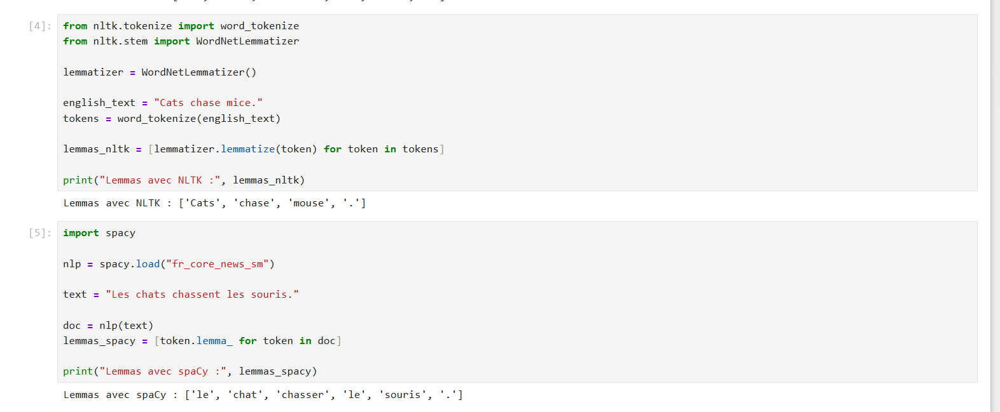 [4]:
from nltk.tokenize import word_tokenize
from nltk.stem import WordNetLemmatizer
lemmatizer = WordNetLemmatizer()
english_text = "Cats chase mice."
tokens = word_tokenize(english_text)
lemmas_nltk = [lemmatizer.lemmatize(token) for token in tokens]
print("Lemmas avec NLTK :", lemmas_nltk)
Lemmas avec NLTK : ['Cats', 'chase', 'mouse', '.']
[5]:
import spacy
nlp = spacy.load("fr_core_news_sm")
text = "Les chats chassent les souris."
doc = nlp(text)
lemmas_spacy = [token.lemma_ for token in doc]
print("Lemmas avec spaCy :", lemmas_spacy)
Lemmas avec spaCy : ['le', 'chat', 'chasser', 'le', 'souris', '.']